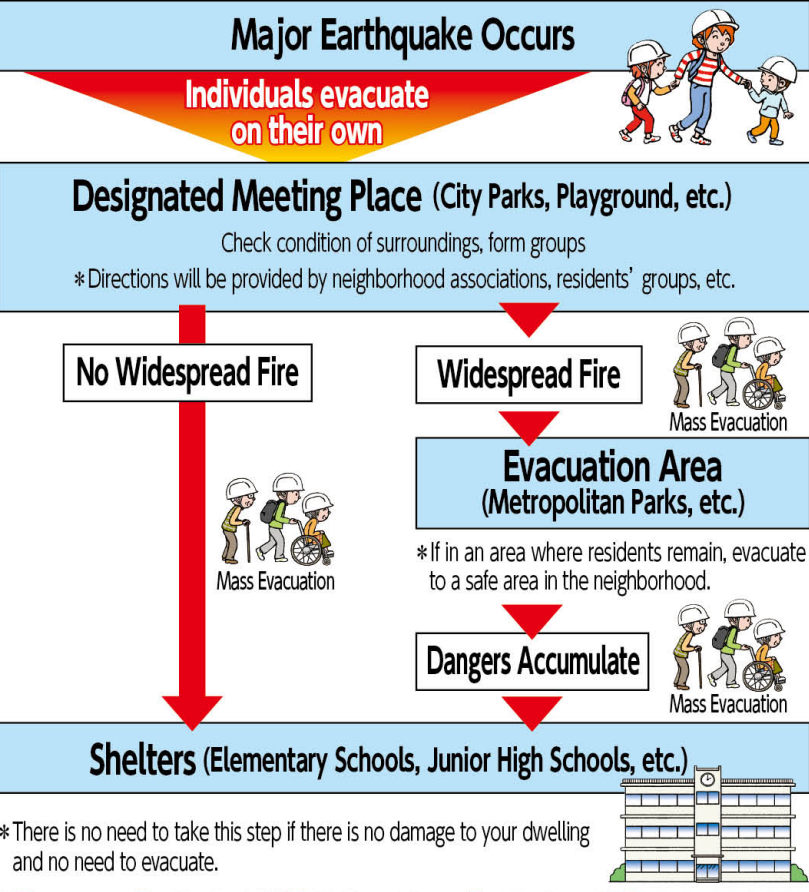 Major Earthquake Occurs
Individuals evacuate
on their own
Designated Meeting Place (City Parks, Playground, etc.)
Check condition of surroundings, form groups
*Directions will be provided by neighborhood associations, residents' groups, etc.
No Widespread Fire
Widespread Fire
Mass Evacuation
Evacuation Area
(Metropolitan Parks, etc.)
Mass Evacuation
*If in an area where residents remain, evacuate
to a safe area in the neighborhood.
Dangers Accumulate
Mass Evacuation
Shelters (Elementary Schools, Junior High Schools, etc.)
*There is no need to take this step if there is no damage to your dwelling
and no need to evacuate.